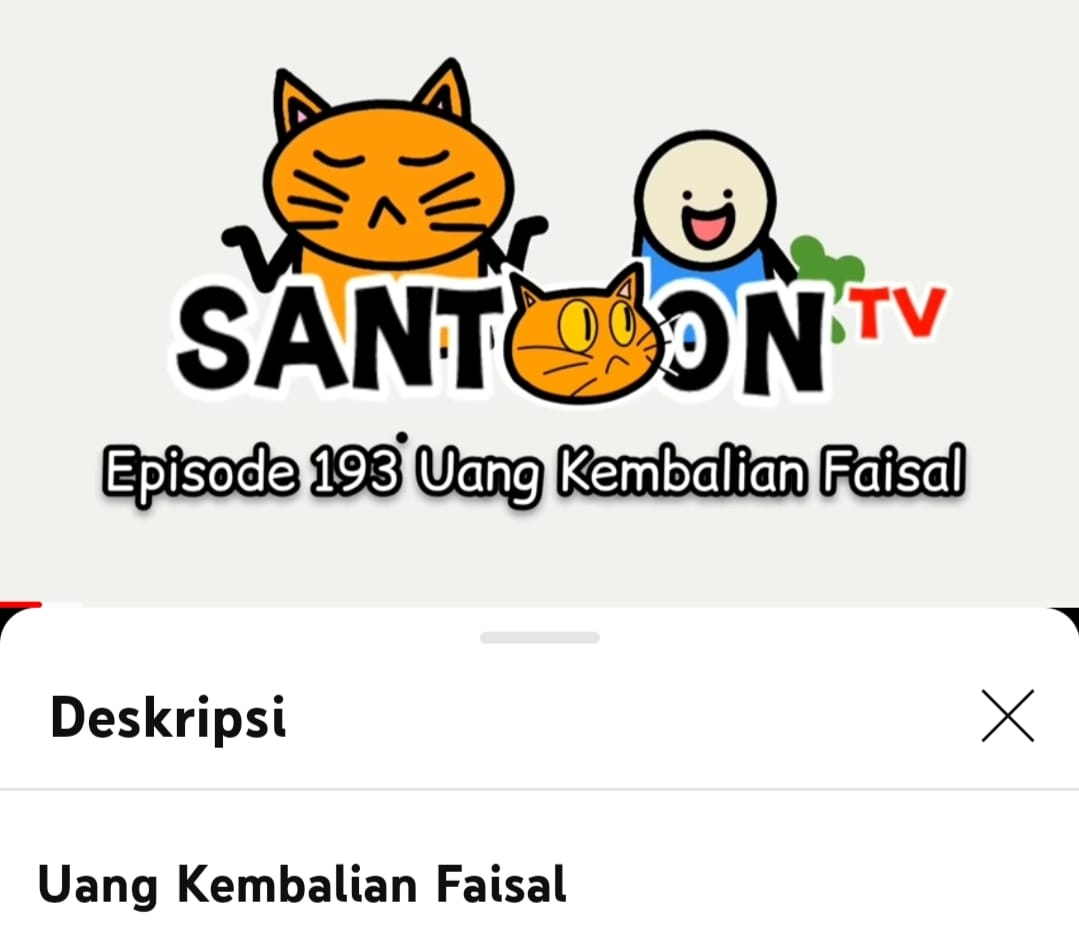 SANTOON TV
Episode 193 Uang Kembalian Faisal
Deskripsi
Uang Kembalian Faisal